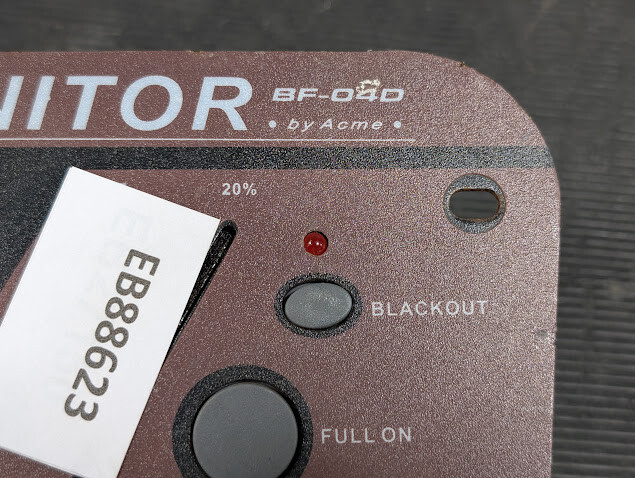 NITOR BF-04D
• by Acme •
20%
BLACKOUT
EB88623
FULL ON